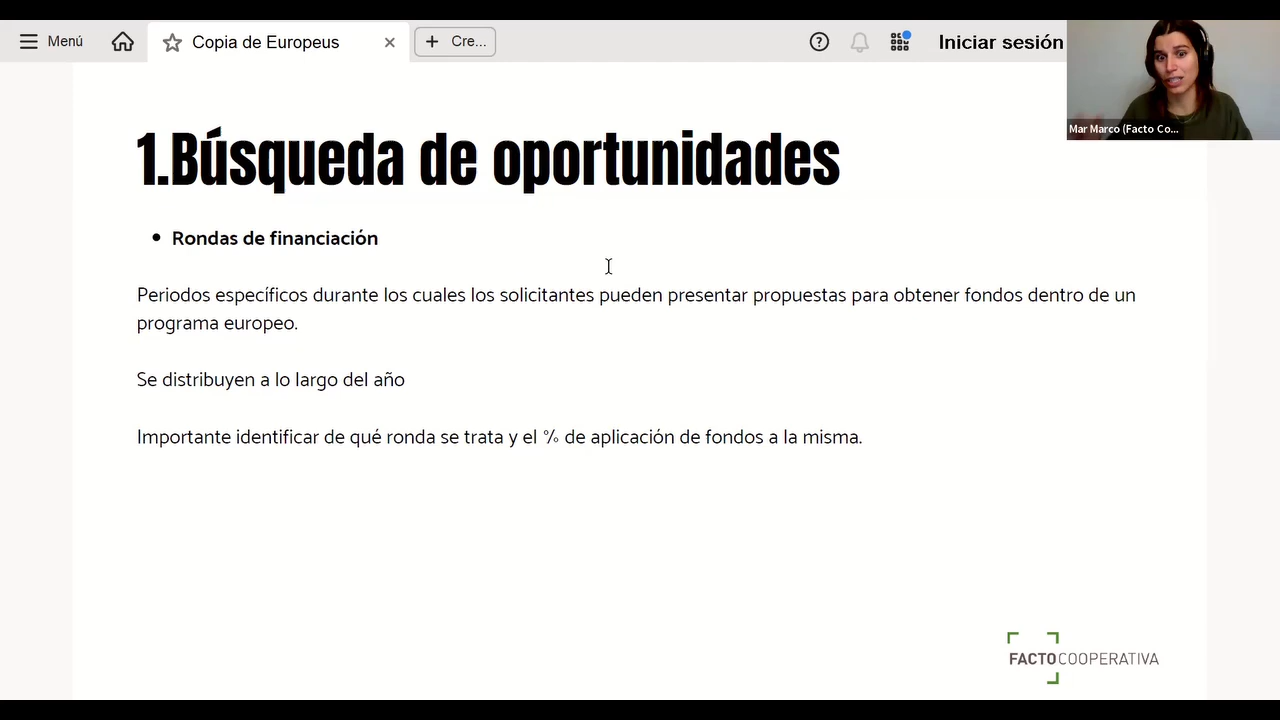 Menú
Copia de Europeus
Cre...
Iniciar sesión
Mar Marco (Facto Co...
1.Búsqueda de oportunidades
Rondas de financiación
Periodos específicos durante los cuales los solicitantes pueden presentar propuestas para obtener fondos dentro de un
programa europeo.
Se distribuyen a lo largo del año
Importante identificar de qué ronda se trata y el % de aplicación de fondos a la misma.
FACTOCOOPERATIVA